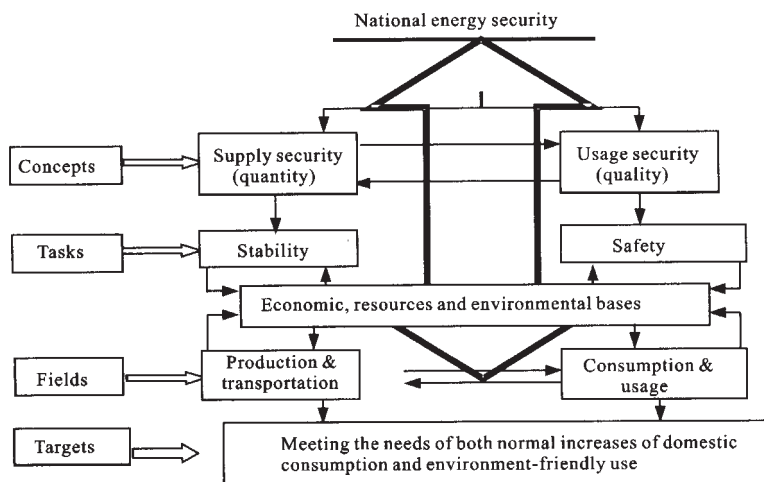 National energy security
Concepts
Supply security
(quantity)
Usage security
(quality)
Tasks
Stability
Safety
Economic, resources and environmental bases
Fields
Production &
transportation
Consumption &
usage
Targets
Meeting the needs of both normal increases of domestic
consumption and environment-friendly use